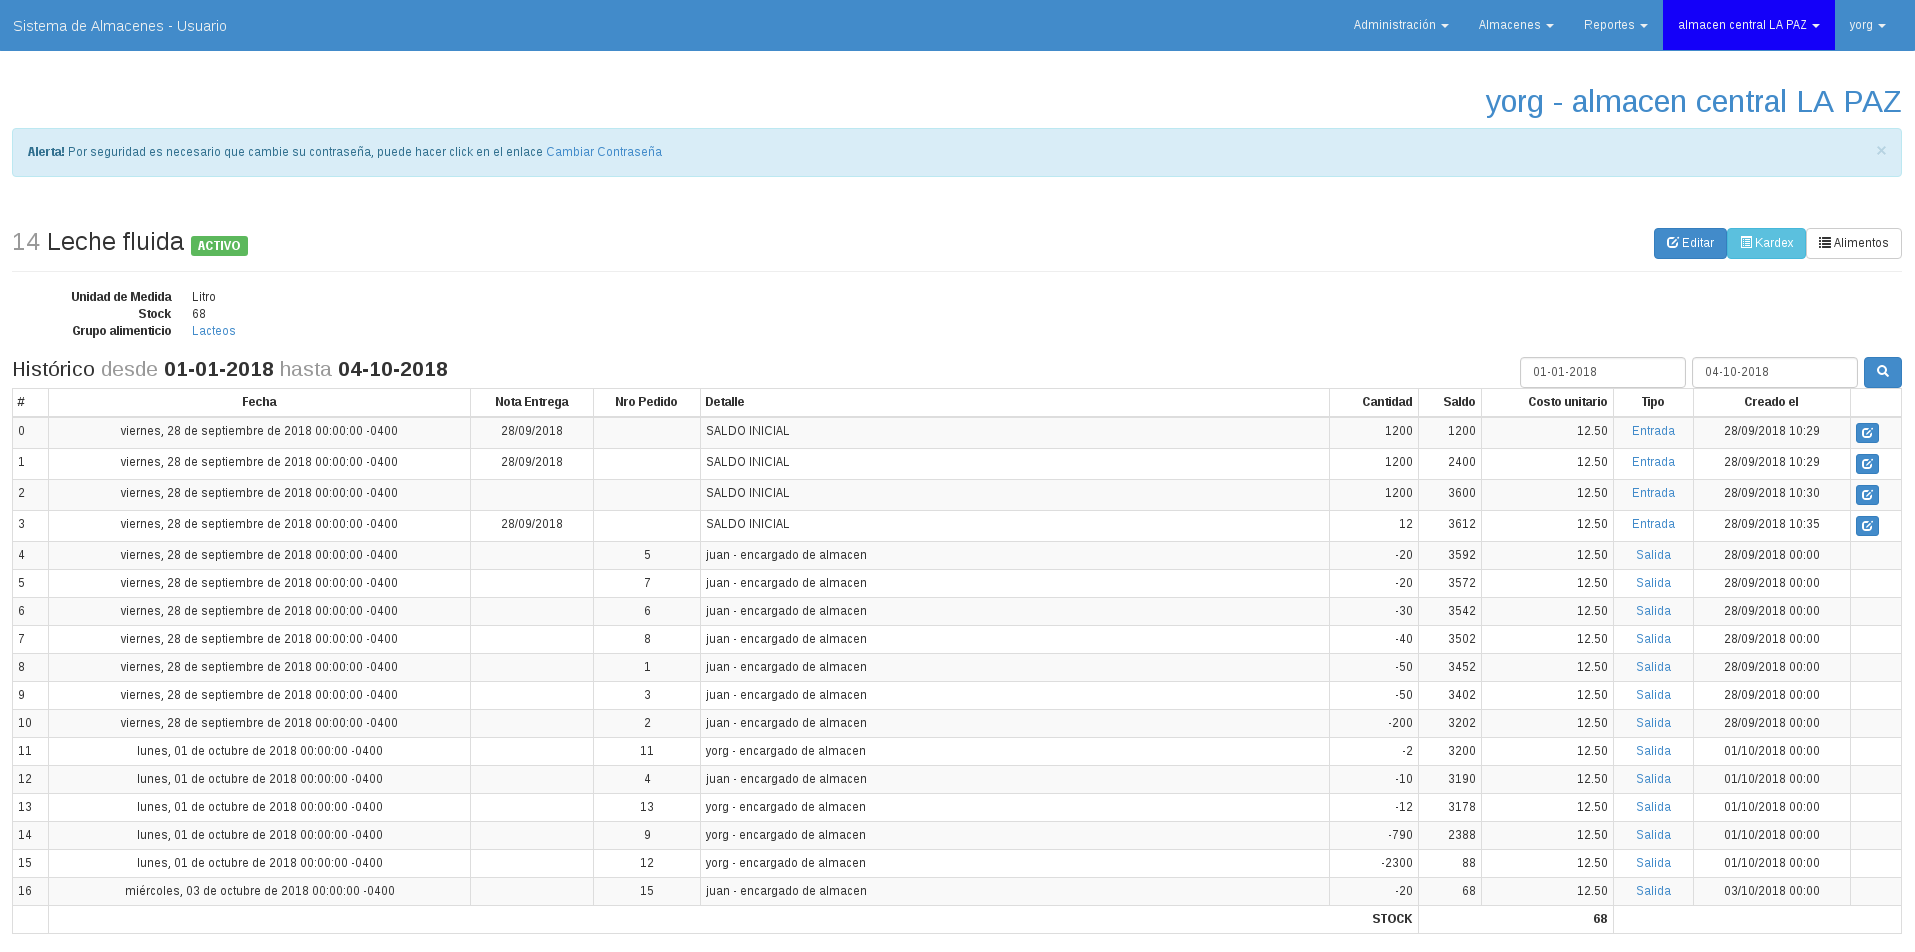 Sistema de Almacenes - Usuario Administración Almacenes Reportes almacen central LA PAZ yorg
yorg - almacen central LA PAZ
Alerta! Por seguridad es necesario que cambie su contraseña, puede hacer click en el enlace Cambiar Contraseña ×
14 Leche fluida ACTIVO Editar Kardex Alimentos
Unidad de Medida Litro
Stock 68
Grupo alimenticio Lacteos
Histórico desde 01-01-2018 hasta 04-10-2018 01-01-2018 04-10-2018
# Fecha Nota Entrega Nro Pedido Detalle Cantidad Saldo Costo unitario Tipo Creado el
0 viernes, 28 de septiembre de 2018 00:00:00 -0400 28/09/2018 SALDO INICIAL 1200 1200 12.50 Entrada 28/09/2018 10:29
1 viernes, 28 de septiembre de 2018 00:00:00 -0400 28/09/2018 SALDO INICIAL 1200 2400 12.50 Entrada 28/09/2018 10:29
2 viernes, 28 de septiembre de 2018 00:00:00 -0400 SALDO INICIAL 1200 3600 12.50 Entrada 28/09/2018 10:30
3 viernes, 28 de septiembre de 2018 00:00:00 -0400 28/09/2018 SALDO INICIAL 12 3612 12.50 Entrada 28/09/2018 10:35
4 viernes, 28 de septiembre de 2018 00:00:00 -0400 5 juan - encargado de almacen -20 3592 12.50 Salida 28/09/2018 00:00
5 viernes, 28 de septiembre de 2018 00:00:00 -0400 7 juan - encargado de almacen -20 3572 12.50 Salida 28/09/2018 00:00
6 viernes, 28 de septiembre de 2018 00:00:00 -0400 6 juan - encargado de almacen -30 3542 12.50 Salida 28/09/2018 00:00
7 viernes, 28 de septiembre de 2018 00:00:00 -0400 8 juan - encargado de almacen -40 3502 12.50 Salida 28/09/2018 00:00
8 viernes, 28 de septiembre de 2018 00:00:00 -0400 1 juan - encargado de almacen -50 3452 12.50 Salida 28/09/2018 00:00
9 viernes, 28 de septiembre de 2018 00:00:00 -0400 3 juan - encargado de almacen -50 3402 12.50 Salida 28/09/2018 00:00
10 viernes, 28 de septiembre de 2018 00:00:00 -0400 2 juan - encargado de almacen -200 3202 12.50 Salida 28/09/2018 00:00
11 lunes, 01 de octubre de 2018 00:00:00 -0400 11 yorg - encargado de almacen -2 3200 12.50 Salida 01/10/2018 00:00
12 lunes, 01 de octubre de 2018 00:00:00 -0400 4 juan - encargado de almacen -10 3190 12.50 Salida 01/10/2018 00:00
13 lunes, 01 de octubre de 2018 00:00:00 -0400 13 yorg - encargado de almacen -12 3178 12.50 Salida 01/10/2018 00:00
14 lunes, 01 de octubre de 2018 00:00:00 -0400 9 yorg - encargado de almacen -790 2388 12.50 Salida 01/10/2018 00:00
15 lunes, 01 de octubre de 2018 00:00:00 -0400 12 yorg - encargado de almacen -2300 88 12.50 Salida 01/10/2018 00:00
16 miércoles, 03 de octubre de 2018 00:00:00 -0400 15 juan - encargado de almacen -20 68 12.50 Salida 03/10/2018 00:00
STOCK 68